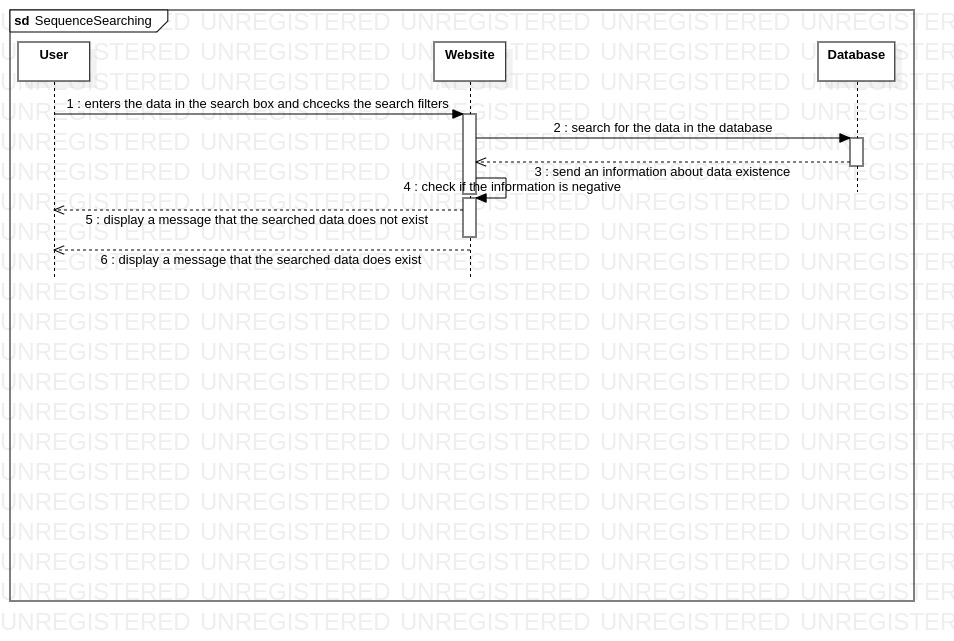 sd SequenceSearching
User
Website
Database
1 : enters the data in the search box and chcecks the search filters
2 : search for the data in the database
3 : send an information about data existence
4 : check if the information is negative
5 : display a message that the searched data does not exist
6 : display a message that the searched data does exist
UNREGISTERED UNREGISTERED UNREGISTERED UNREGISTERED UNREGISTERED